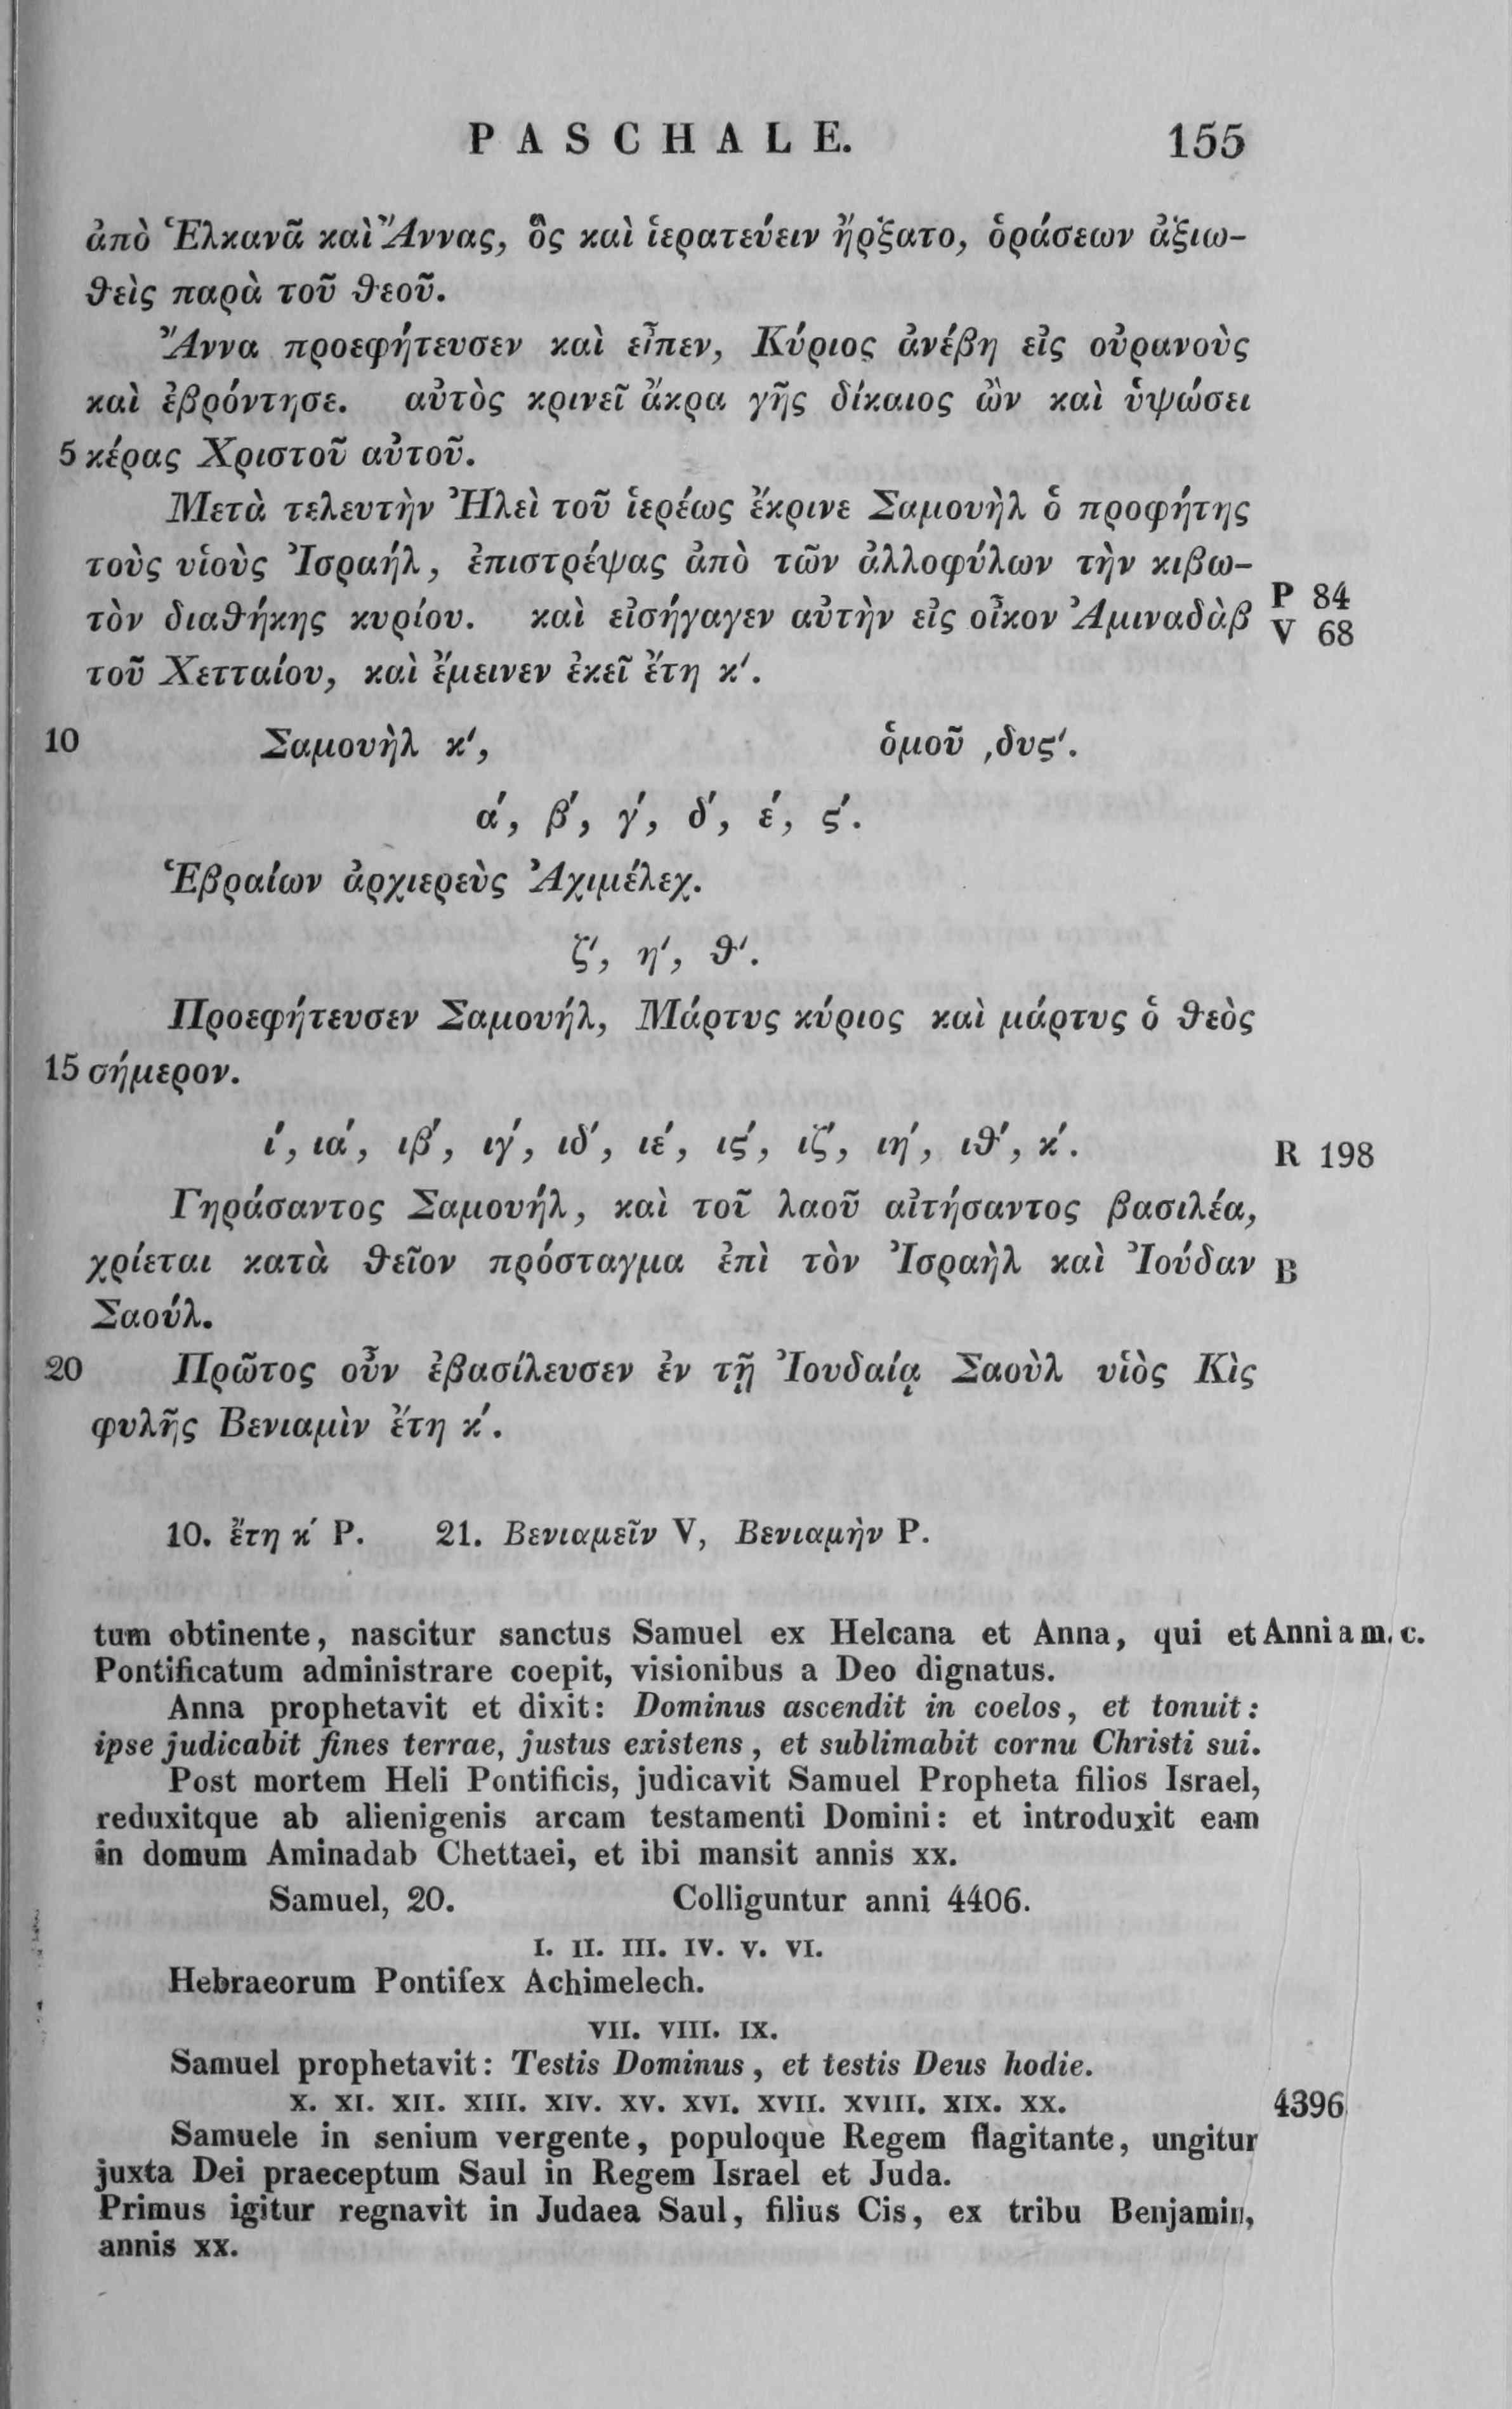 PASCHALE. 155
ἀπὸ Ἑλκανᾶ καὶ Ἄννας, ὃς καὶ ἱερατεύειν ἤρξατο, ὁράσεων ἀξιω-
θεὶς παρὰ τοῦ θεοῦ.
Ἄννα προεφήτευσεν καὶ εἶπεν, Κύριος ἀνέβη εἰς οὐρανοὺς
καὶ ἐβρόντησε. αὐτὸς κρινεῖ ἄκρα γῆς δίκαιος ὢν καὶ ὑψώσει
5 κέρας Χριστοῦ αὐτοῦ.
Μετὰ τελευτὴν Ἠλεὶ τοῦ ἱερέως ἔκρινε Σαμουὴλ ὁ προφήτης
τοὺς υἱοὺς Ἰσραήλ, ἐπιστρέψας ἀπὸ τῶν ἀλλοφύλων τὴν κιβω-
τὸν διαθήκης κυρίου. καὶ εἰσήγαγεν αὐτὴν εἰς οἶκον Ἀμιναδὰβ P 84 V 68
τοῦ Χετταίου, καὶ ἔμεινεν ἐκεῖ ἔτη κ΄.
10 Σαμουὴλ κ΄, ὁμοῦ ͵δυς΄.
α΄, β΄, γ΄, δ΄, ε΄, ς΄.
Ἑβραίων ἀρχιερεὺς Ἀχιμέλεχ.
ζ΄, η΄, θ΄.
Προεφήτευσεν Σαμουήλ, Μάρτυς κύριος καὶ μάρτυς ὁ θεὸς
15 σήμερον.
ι΄, ια΄, ιβ΄, ιγ΄, ιδ΄, ιε΄, ις΄, ιζ΄, ιη΄, ιθ΄, κ΄. R 198
Γηράσαντος Σαμουήλ, καὶ τοῦ λαοῦ αἰτήσαντος βασιλέα,
χρίεται κατὰ θεῖον πρόσταγμα ἐπὶ τὸν Ἰσραὴλ καὶ Ἰούδαν B
Σαούλ.
20 Πρῶτος οὖν ἐβασίλευσεν ἐν τῇ Ἰουδαίᾳ Σαοὺλ υἱὸς Κὶς
φυλῆς Βενιαμὶν ἔτη κ΄.
10. ἔτη κ΄ P. 21. Βενιαμεῖν V, Βενιαμὴν P.
tum obtinente, nascitur sanctus Samuel ex Helcana et Anna, qui et Anni a m. c.
Pontificatum administrare coepit, visionibus a Deo dignatus.
Anna prophetavit et dixit: Dominus ascendit in coelos, et tonuit:
ipse judicabit fines terrae, justus existens, et sublimabit cornu Christi sui.
Post mortem Heli Pontificis, judicavit Samuel Propheta filios Israel,
reduxitque ab alienigenis arcam testamenti Domini: et introduxit eam
in domum Aminadab Chettaei, et ibi mansit annis xx.
Samuel, 20. Colliguntur anni 4406.
I. II. III. IV. V. VI.
Hebraeorum Pontifex Achimelech.
VII. VIII. IX.
Samuel prophetavit: Testis Dominus, et testis Deus hodie.
X. XI. XII. XIII. XIV. XV. XVI. XVII. XVIII. XIX. XX. 4396
Samuele in senium vergente, populoque Regem flagitante, ungitur
juxta Dei praeceptum Saul in Regem Israel et Juda.
Primus igitur regnavit in Judaea Saul, filius Cis, ex tribu Benjamin,
annis xx.